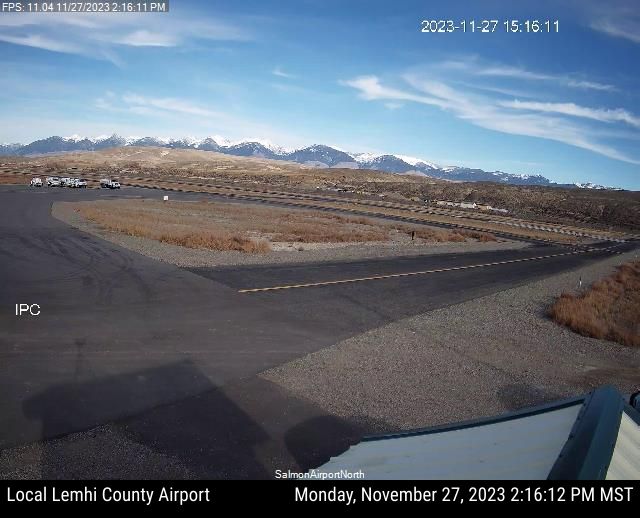 FPS: 11.04 11/27/2023 2:16:11 PM
2023-11-27 15:16:11
IPC
SalmonAirportNorth
Local Lemhi County Airport
Monday, November 27, 2023 2:16:12 PM MST